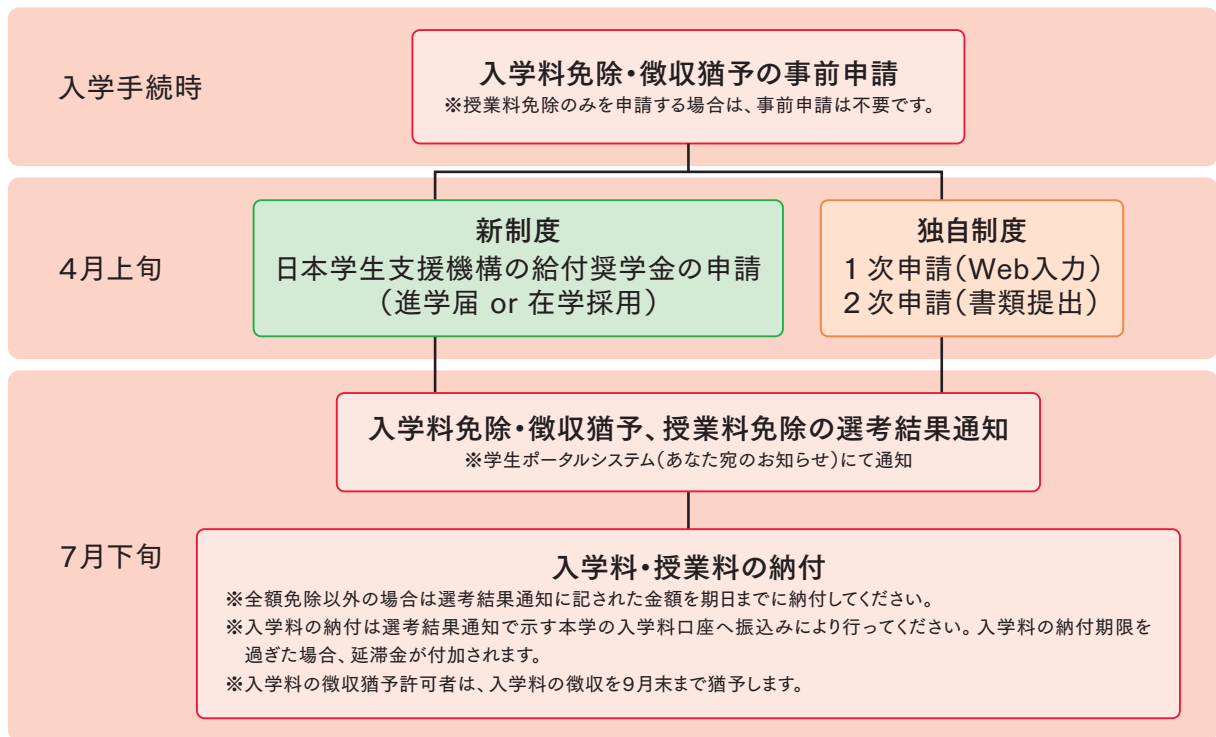 入学手続時
入学料免除・徴収猶予の事前申請
※授業料免除のみを申請する場合は、事前申請は不要です。
4月上旬
新制度
日本学生支援機構の給付奨学金の申請
（進学届 or 在学採用）
独自制度
1次申請（Web入力）
2次申請（書類提出）
7月下旬
入学料免除・徴収猶予、授業料免除の選考結果通知
※学生ポータルシステム（あなた宛のお知らせ）にて通知
入学料・授業料の納付
※全額免除以外の場合は選考結果通知に記された金額を期日までに納付してください。
※入学料の納付は選考結果通知で示す本学の入学料口座へ振込みにより行ってください。入学料の納付期限を
過ぎた場合、延滞金が付加されます。
※入学料の徴収猶予許可者は、入学料の徴収を9月末まで猶予します。